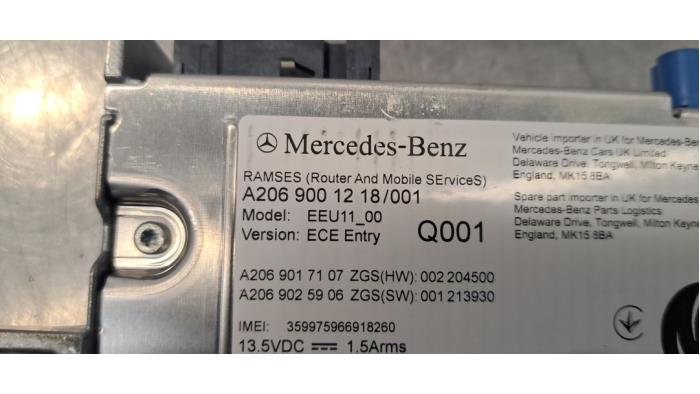 Mercedes-Benz
RAMSES (Router And Mobile SErviceS)
A206 900 12 18/001
Model: EEU11_00
Version: ECE Entry
Q001
A206 901 71 07 ZGS(HW): 002 204500
A206 902 59 06 ZGS(SW): 001 213930
IMEI: 359975966918260
13.5VDC 1.5Arms
Vehicle importer in UK for Mercedes-Ben
Mercedes-Benz Cars UK Limited
Delaware Drive, Tongwell, Milton Keyne
England, MK15 8BA
Spare part importer in UK for Mercedes-
Mercedes-Benz Parts Logistics
Delaware Drive, Tongwell, Milton Keyne
England, MK15 8BA